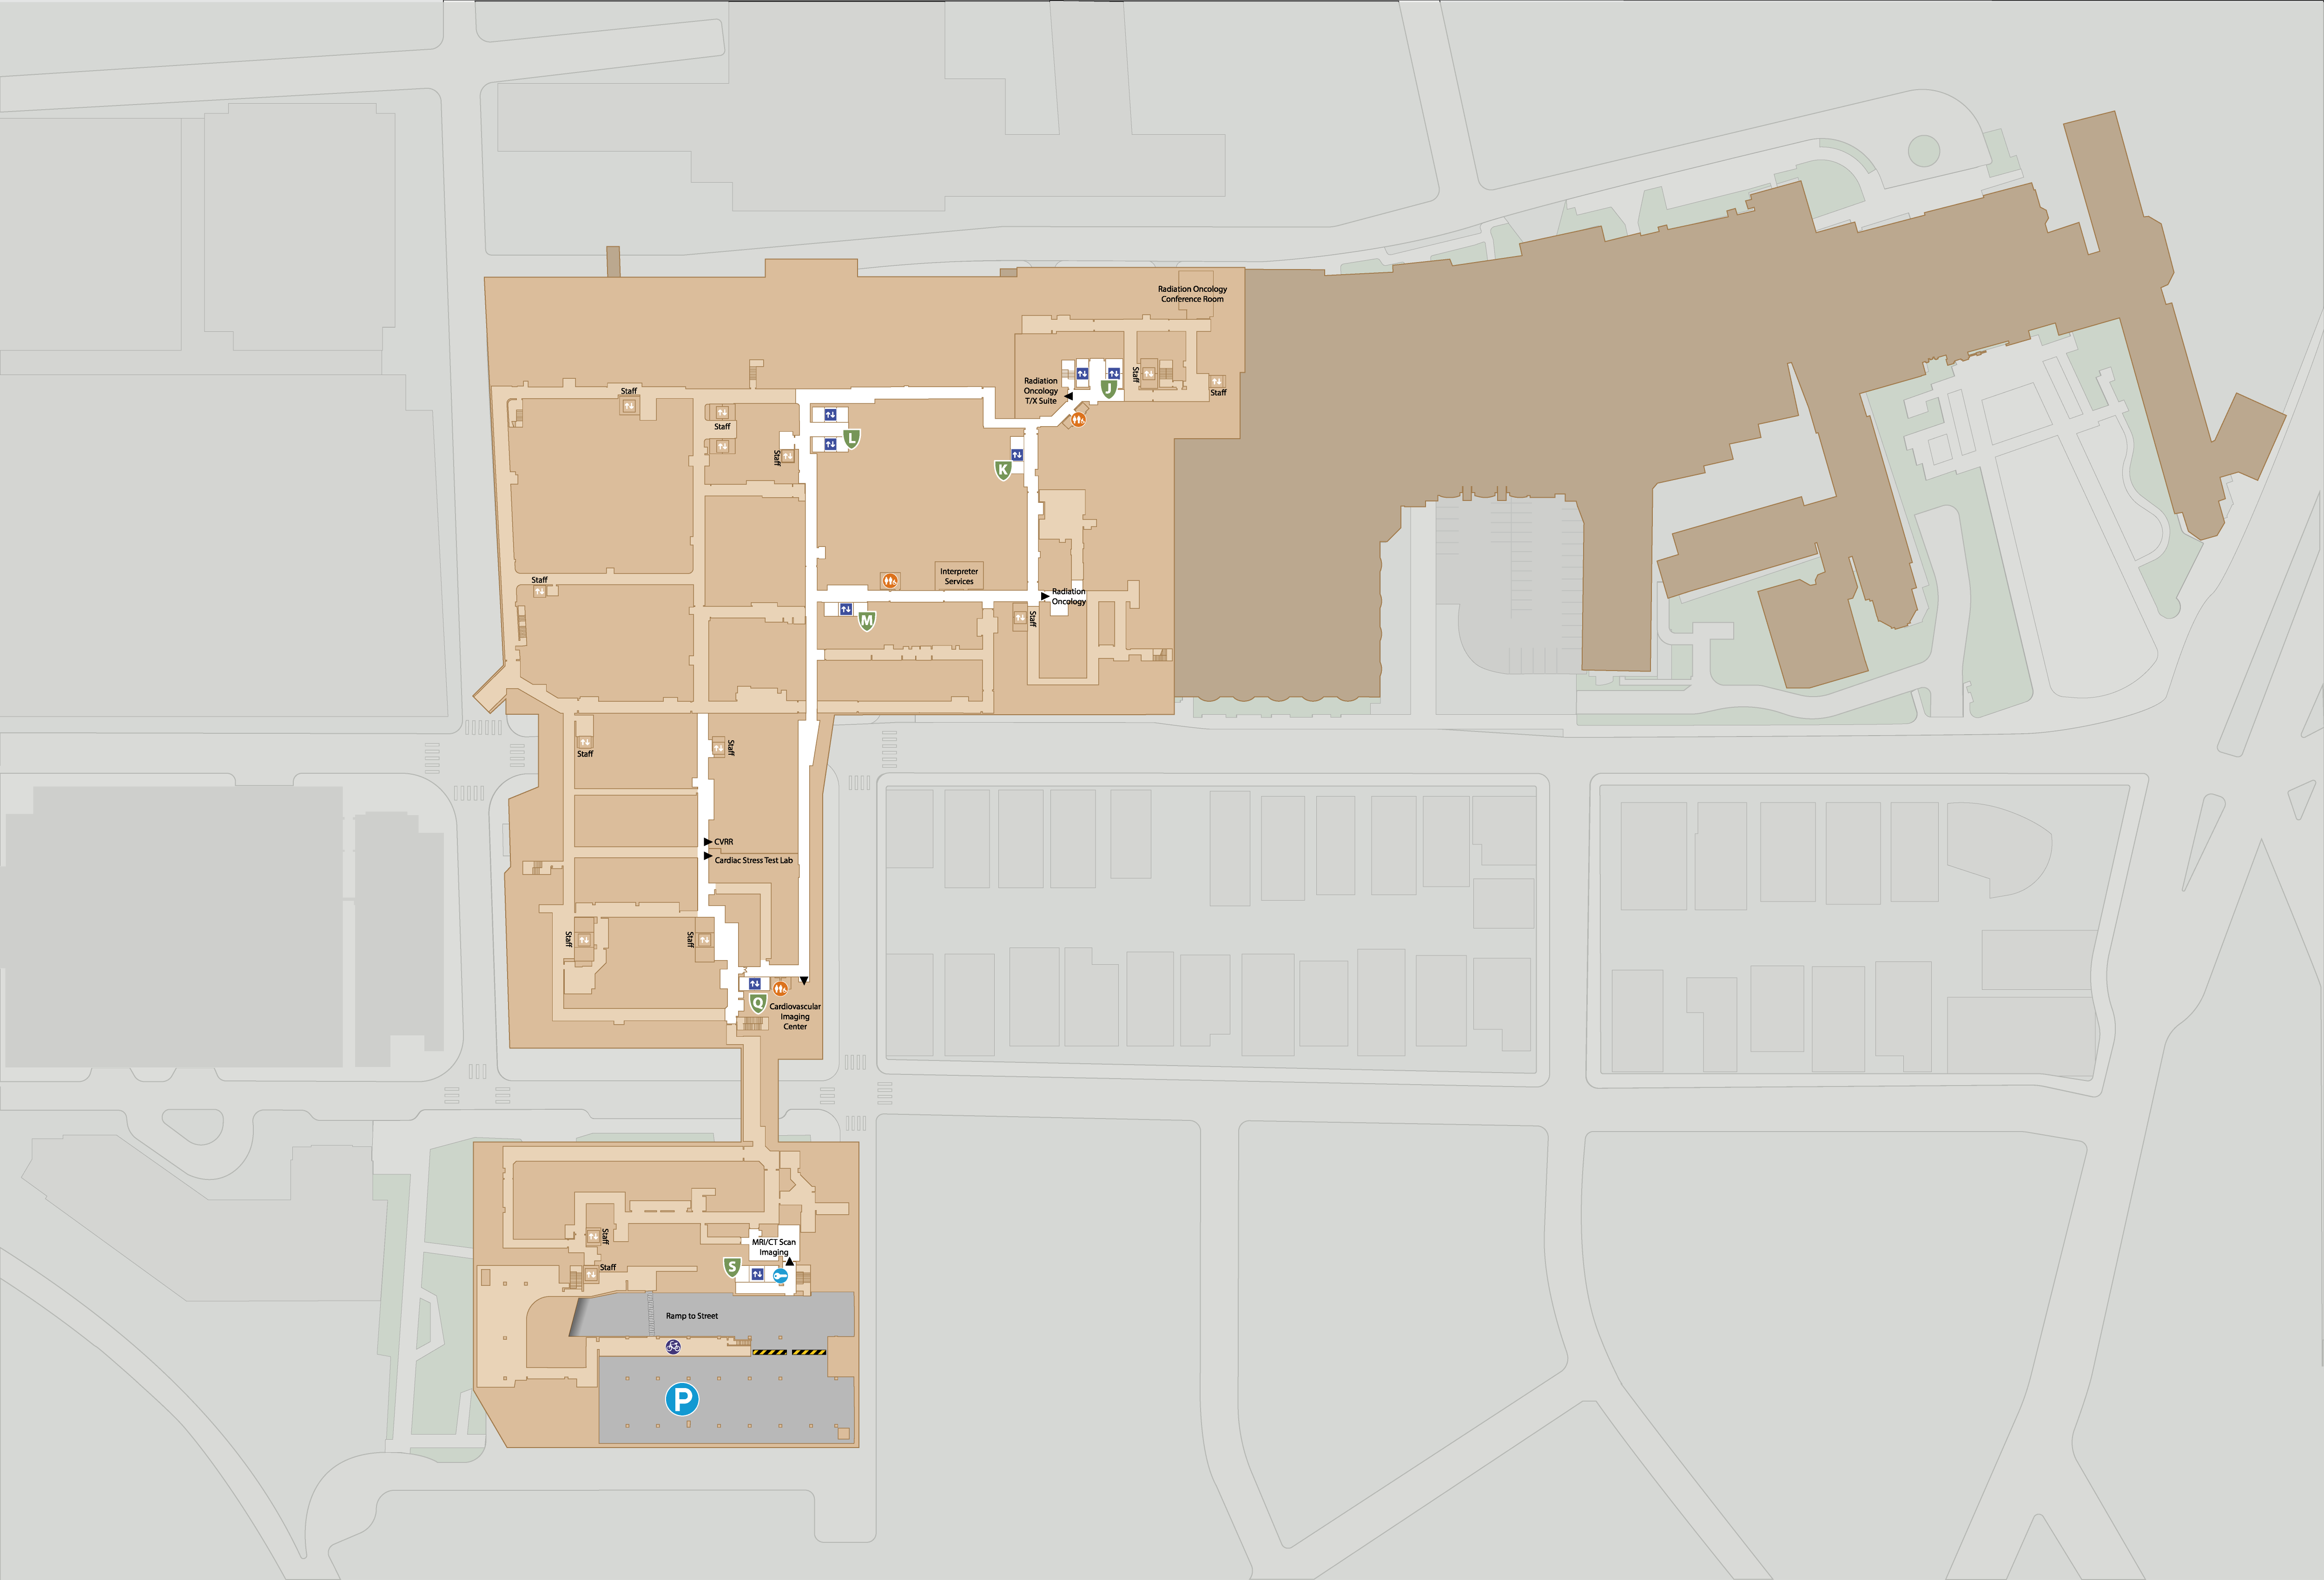 Radiation Oncology
Conference Room
J
Staff
Staff
Radiation
Oncology
T/X Suite
Staff
Staff
L
Staff
K
Staff
Interpreter
Services
Radiation
Oncology
M
Staff
Staff
Staff
CVRR
Cardiac Stress Test Lab
Staff
Staff
Q
Cardiovascular
Imaging
Center
Staff
MRI/CT Scan
Imaging
S
Staff
Ramp to Street
P